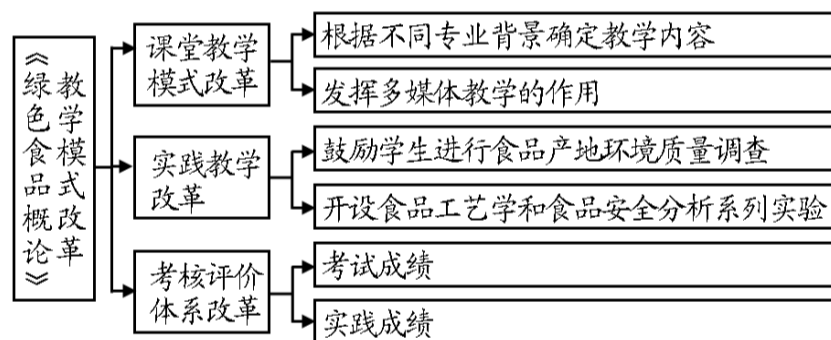 《绿色食品概论》
教学模式改革
课堂教学
模式改革
根据不同专业背景确定教学内容
发挥多媒体教学的作用
实践教学
改革
鼓励学生进行食品产地环境质量调查
开设食品工艺学和食品安全分析系列实验
考核评价
体系改革
考试成绩
实践成绩